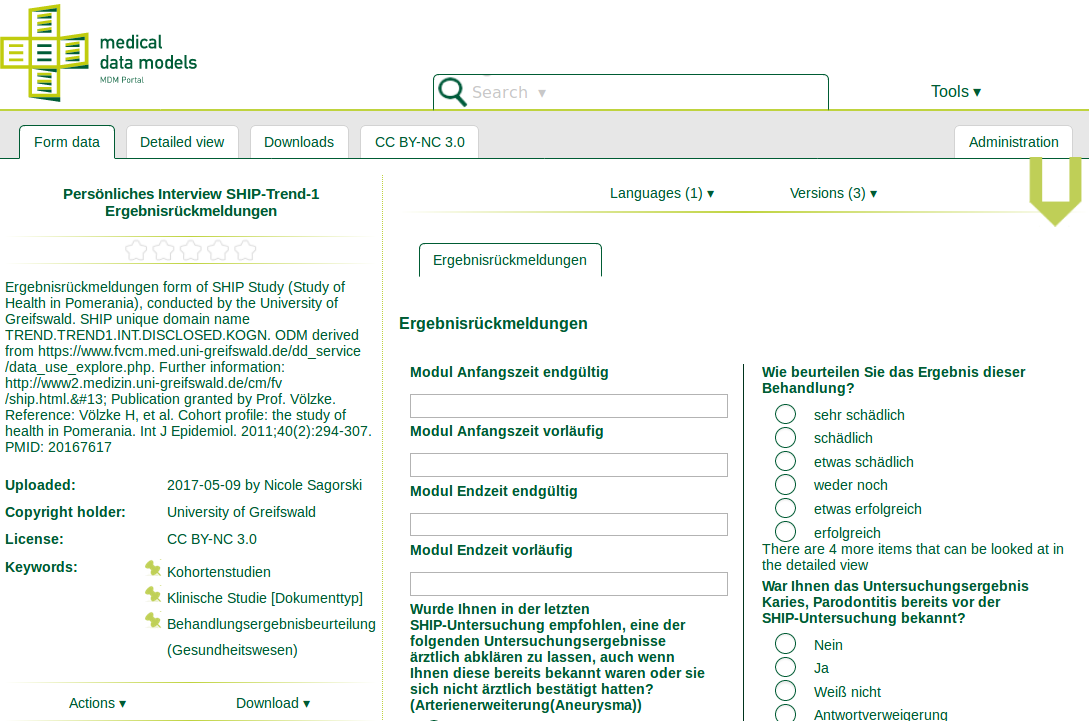 medical
data models
MDM Portal
Search ▾
Tools ▾
Form data
Detailed view
Downloads
CC BY-NC 3.0
Administration
Persönliches Interview SHIP-Trend-1
Ergebnisrückmeldungen
Ergebnisrückmeldungen form of SHIP Study (Study of
Health in Pomerania), conducted by the University of
Greifswald. SHIP unique domain name
TREND.TREND1.INT.DISCLOSED.KOGN. ODM derived
from https://www.fvcm.med.uni-greifswald.de/dd_service
/data_use_explore.php. Further information:
http://www2.medizin.uni-greifswald.de/cm/fv
/ship.html.&#13; Publication granted by Prof. Völzke.
Reference: Völzke H, et al. Cohort profile: the study of
health in Pomerania. Int J Epidemiol. 2011;40(2):294-307.
PMID: 20167617
Uploaded: 2017-05-09 by Nicole Sagorski
Copyright holder: University of Greifswald
License: CC BY-NC 3.0
Keywords: Kohortenstudien
Klinische Studie [Dokumenttyp]
Behandlungsergebnisbeurteilung
(Gesundheitswesen)
Actions ▾
Download ▾
Languages (1) ▾
Versions (3) ▾
Ergebnisrückmeldungen
Ergebnisrückmeldungen
Modul Anfangszeit endgültig
Modul Anfangszeit vorläufig
Modul Endzeit endgültig
Modul Endzeit vorläufig
Wurde Ihnen in der letzten
SHIP-Untersuchung empfohlen, eine der
folgenden Untersuchungsergebnisse
ärztlich abklären zu lassen, auch wenn
Ihnen diese bereits bekannt waren oder sie
sich nicht ärztlich bestätigt hatten?
(Arterienerweiterung(Aneurysma))
Wie beurteilen Sie das Ergebnis dieser
Behandlung?
sehr schädlich
schädlich
etwas schädlich
weder noch
etwas erfolgreich
erfolgreich
There are 4 more items that can be looked at in
the detailed view
War Ihnen das Untersuchungsergebnis
Karies, Parodontitis bereits vor der
SHIP-Untersuchung bekannt?
Nein
Ja
Weiß nicht
Antwortverweigerung